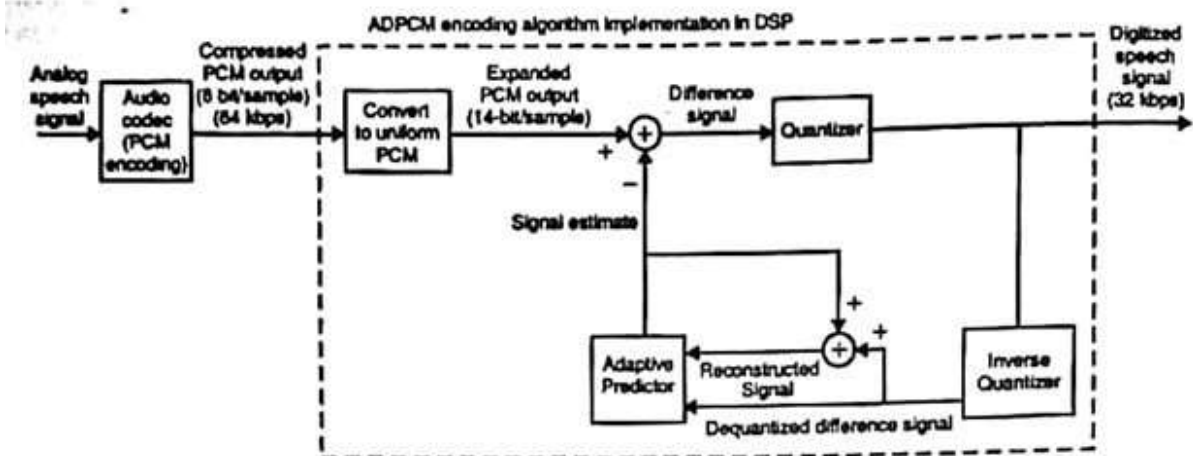 ADPCM encoding algorithm implementation in DSP
Analog
speech
signal
Audio
codec
(PCM
encoding)
Compressed
PCM output
(8 bit/sample)
(64 kbps)
Convert
to uniform
PCM
Expanded
PCM output
(14-bit/sample)
+
+
−
Difference
signal
Quantizer
Digitized
speech
signal
(32 kbps)
Signal estimate
+
+
+
Adaptive
Predictor
Reconstructed
Signal
Inverse
Quantizer
Dequantized difference signal